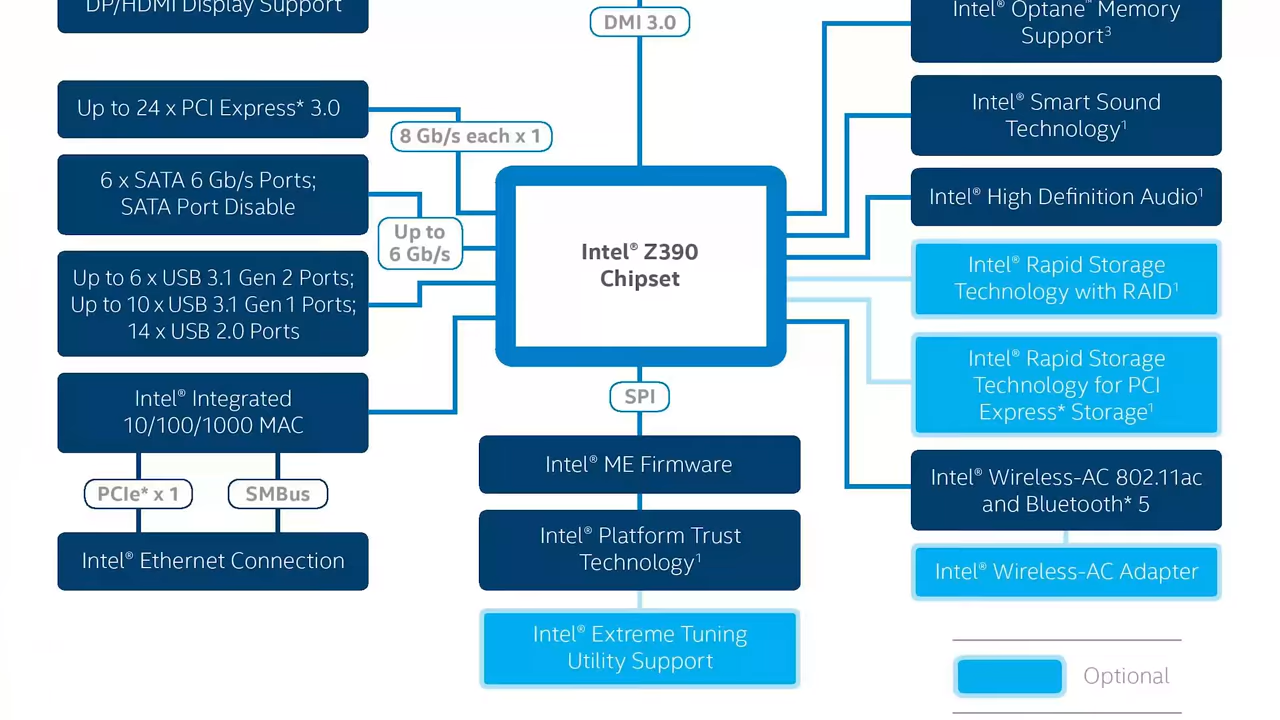 DP/HDMI Display Support
Up to 24 x PCI Express* 3.0
8 Gb/s each x 1
6 x SATA 6 Gb/s Ports;
SATA Port Disable
Up to
6 Gb/s
Up to 6 x USB 3.1 Gen 2 Ports;
Up to 10 x USB 3.1 Gen 1 Ports;
14 x USB 2.0 Ports
Intel® Integrated
10/100/1000 MAC
PCIe* x 1
SMBus
Intel® Ethernet Connection
DMI 3.0
Intel® Z390
Chipset
SPI
Intel® ME Firmware
Intel® Platform Trust
Technology¹
Intel® Extreme Tuning
Utility Support
Intel® Optane™ Memory
Support³
Intel® Smart Sound
Technology¹
Intel® High Definition Audio¹
Intel® Rapid Storage
Technology with RAID¹
Intel® Rapid Storage
Technology for PCI
Express* Storage¹
Intel® Wireless-AC 802.11ac
and Bluetooth* 5
Intel® Wireless-AC Adapter
Optional